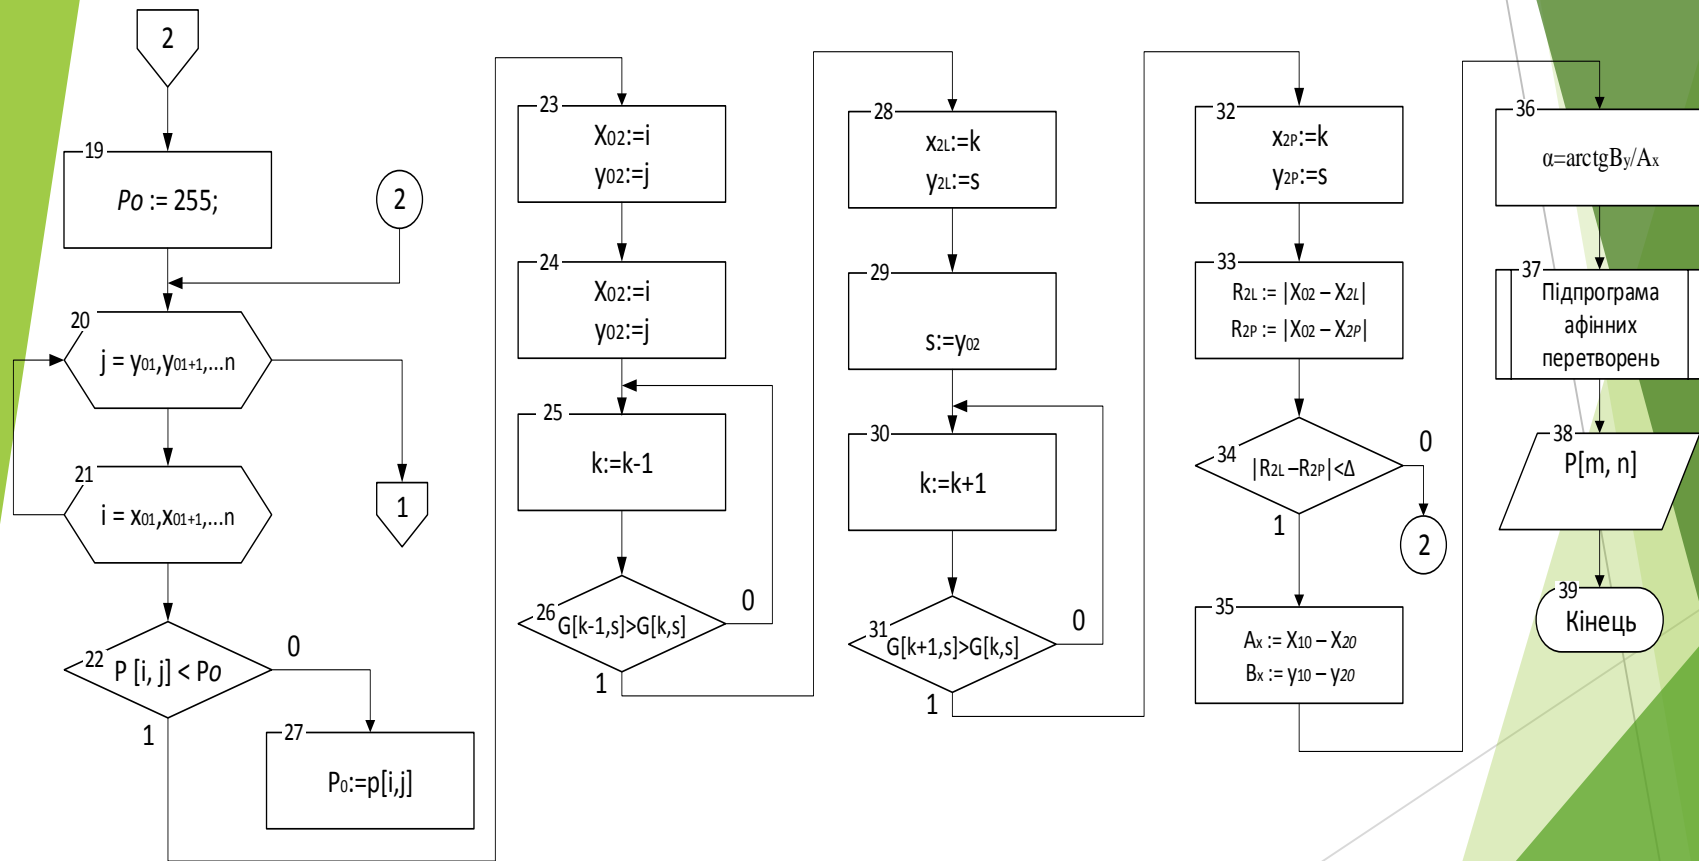 2
19
Po := 255;
2
20
j = y01,y01+1,...n
21
i = x01,x01+1,...n
1
22
P [i, j] < Po
0
1
27
P0:=p[i,j]
23
X02:=i
y02:=j
24
X02:=i
y02:=j
25
k:=k-1
26
G[k-1,s]>G[k,s]
0
1
28
x2L:=k
y2L:=s
29
s:=y02
30
k:=k+1
31
G[k+1,s]>G[k,s]
0
1
32
x2P:=k
y2P:=s
33
R2L := |X02 – X2L|
R2P := |X02 – X2P|
34
|R2L –R2P|<Δ
0
1
2
35
Ax := X10 – X20
Bx := y10 – y20
36
α=arctgBy/Ax
37
Підпрограма
афінних
перетворень
38
P[m, n]
39
Кінець